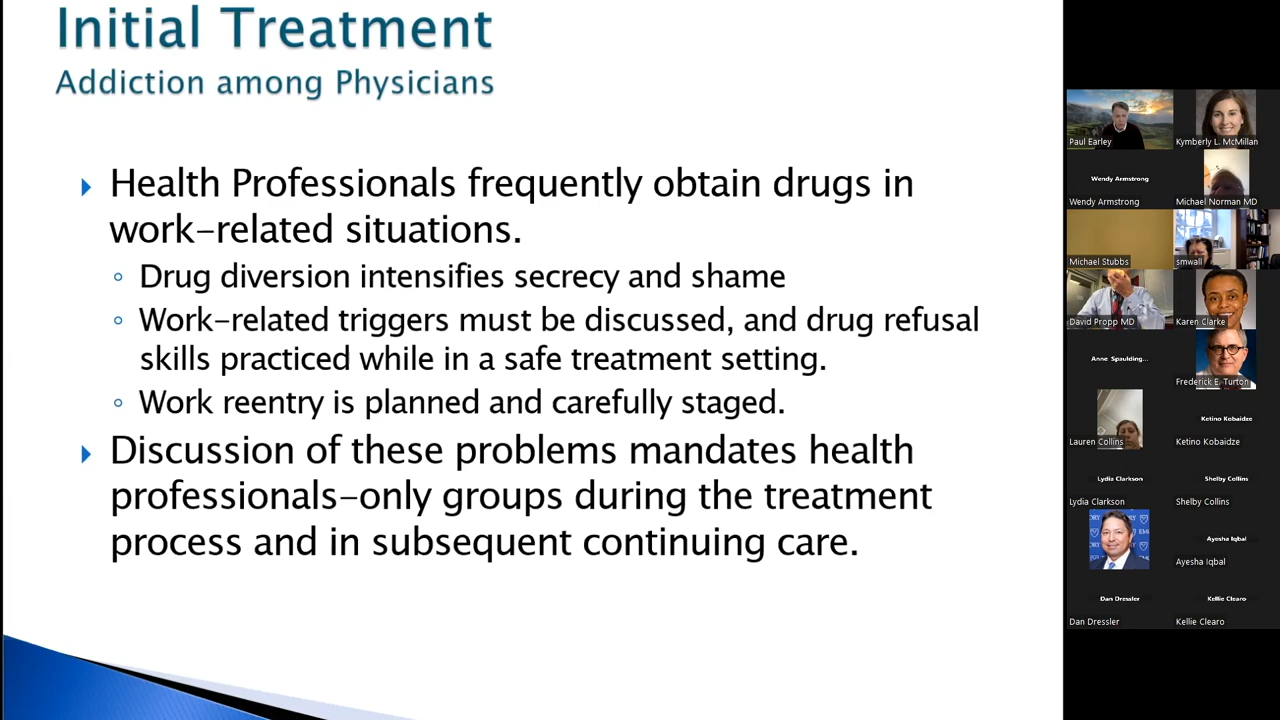 Initial Treatment
Addiction among Physicians
Health Professionals frequently obtain drugs in
work-related situations.
Drug diversion intensifies secrecy and shame
Work-related triggers must be discussed, and drug refusal
skills practiced while in a safe treatment setting.
Work reentry is planned and carefully staged.
Discussion of these problems mandates health
professionals-only groups during the treatment
process and in subsequent continuing care.
Paul Earley
Kymberly L. McMillan
Wendy Armstrong
Wendy Armstrong
Michael Norman MD
Michael Stubbs
smwall
David Propp MD
Karen Clarke
Anne Spaulding...
Frederick E. Turton
Lauren Collins
Ketino Kobaidze
Ketino Kobaidze
Lydia Clarkson
Lydia Clarkson
Shelby Collins
Shelby Collins
Ayesha Iqbal
Ayesha Iqbal
Dan Dressler
Dan Dressler
Kellie Clearo
Kellie Clearo